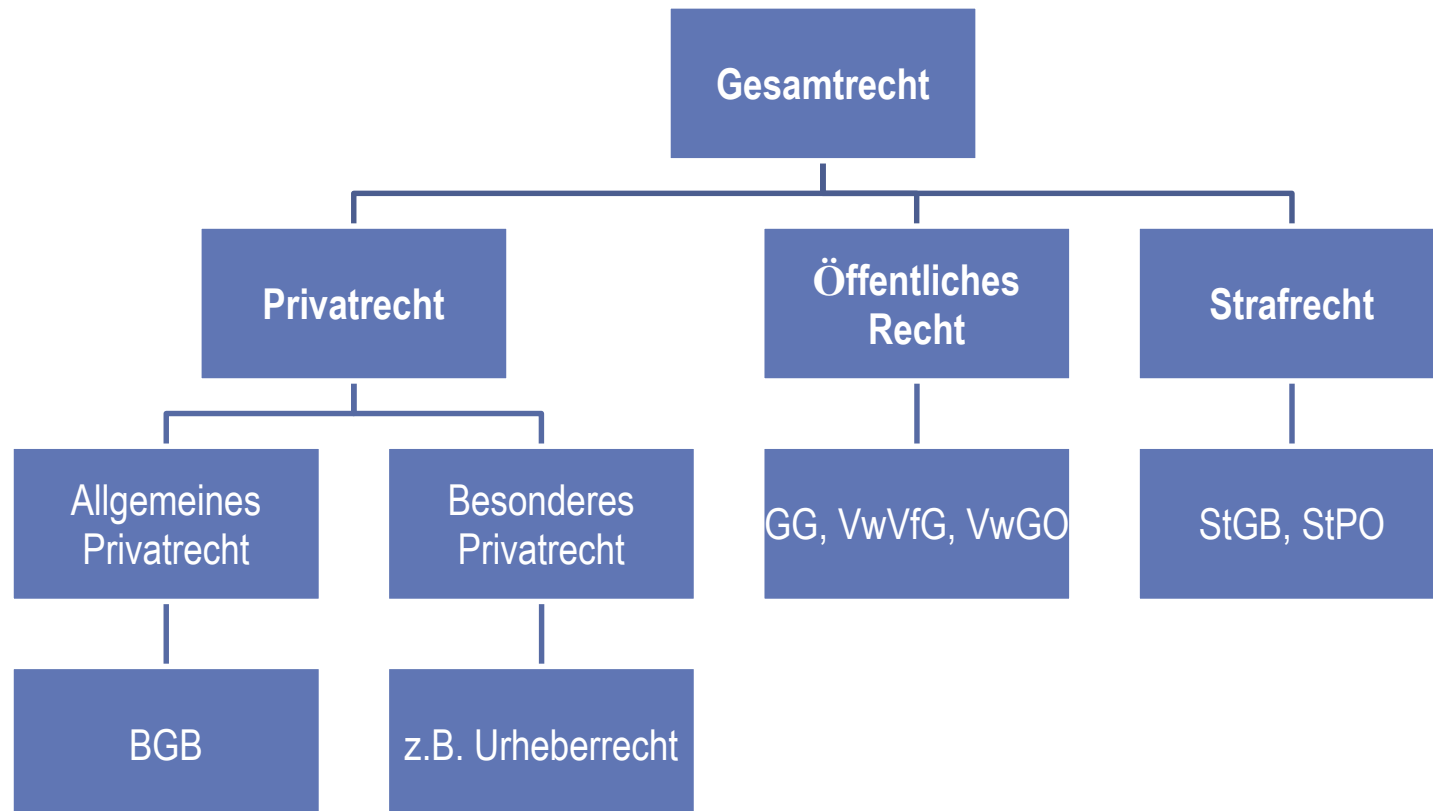 Gesamtrecht
Privatrecht
Öffentliches
Recht
Strafrecht
Allgemeines
Privatrecht
Besonderes
Privatrecht
GG, VwVfG, VwGO
StGB, StPO
BGB
z.B. Urheberrecht